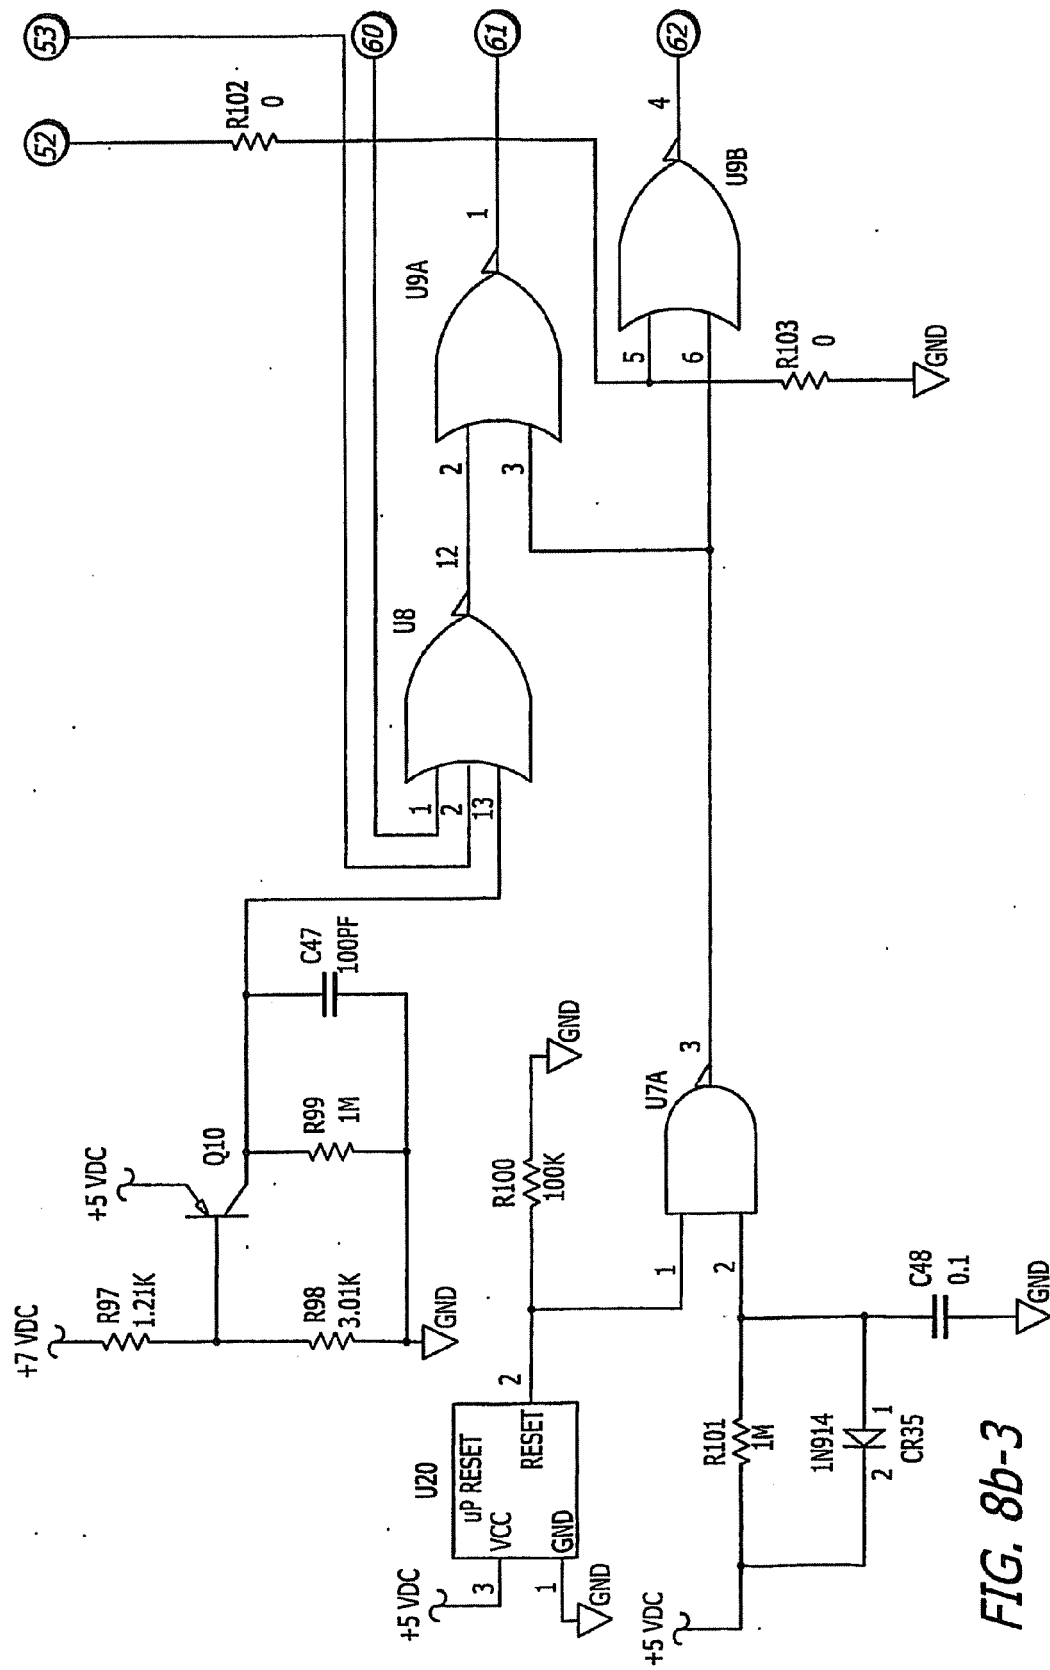 53
52
60
61
62
R102
0
4
U9B
1
U9A
5
6
R103
0
GND
2
3
12
U8
1
2
13
C47
100PF
+5 VDC
Q10
R99
1M
+7 VDC
R97
1.21K
R98
3.01K
GND
R100
100K
GND
U7A
3
1
2
C48
0.1
GND
U20
uP RESET
VCC
RESET
GND
2
+5 VDC
3
1
GND
R101
1M
1N914
1
2
CR35
+5 VDC
FIG. 8b-3